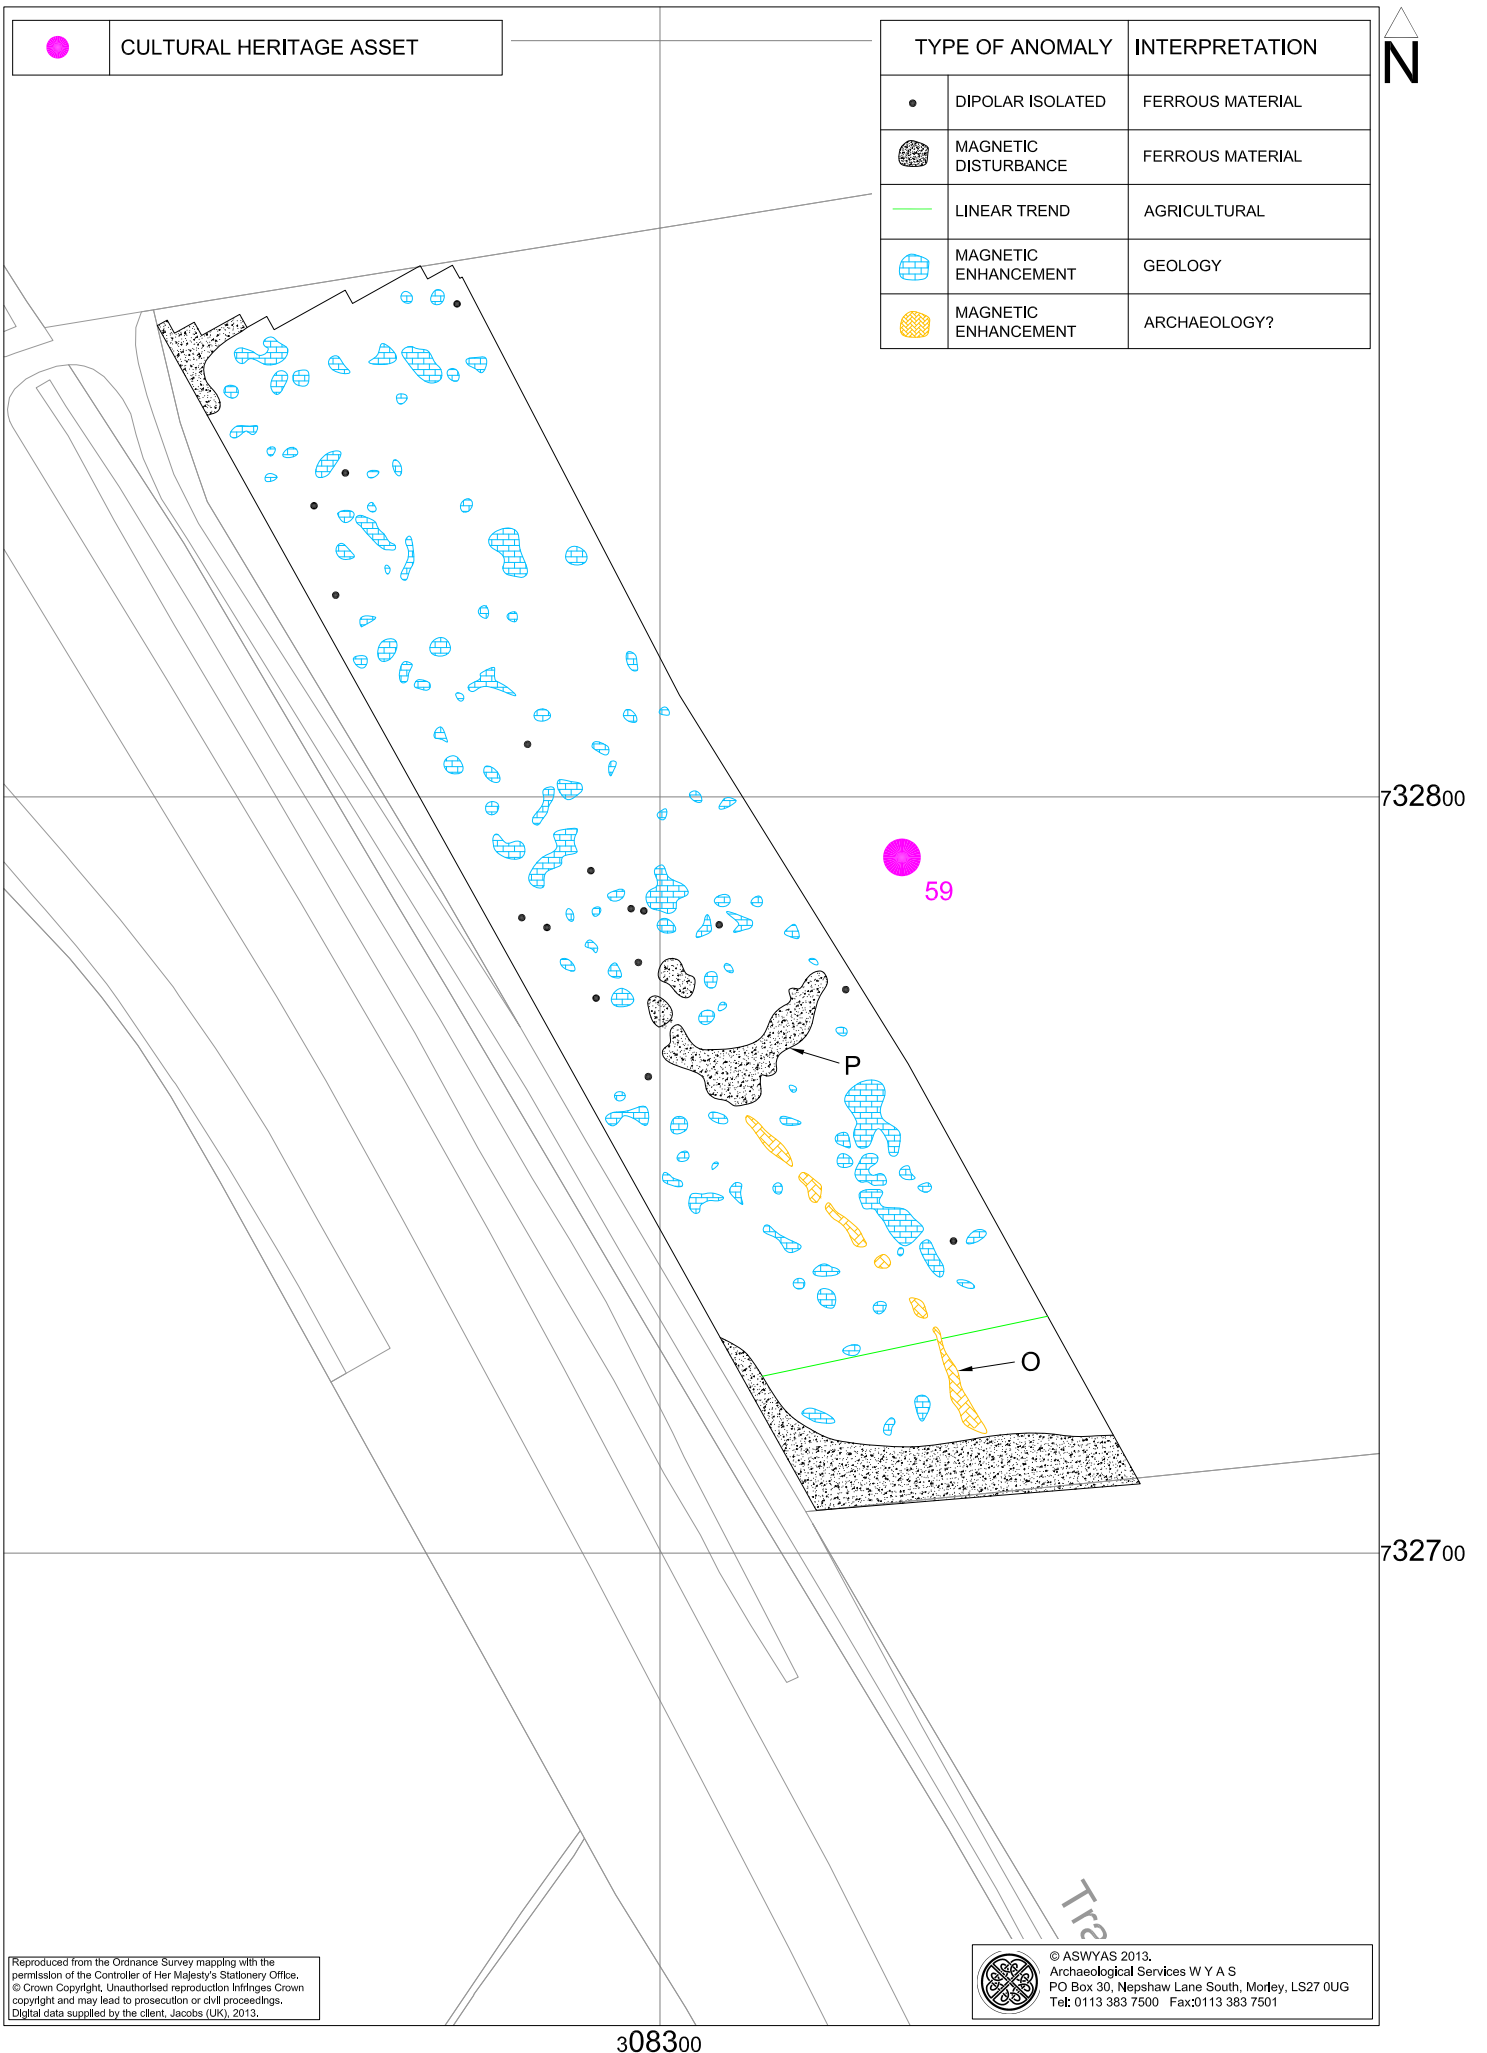 CULTURAL HERITAGE ASSET
TYPE OF ANOMALY INTERPRETATION
DIPOLAR ISOLATED FERROUS MATERIAL
MAGNETIC
DISTURBANCE
FERROUS MATERIAL
LINEAR TREND AGRICULTURAL
MAGNETIC
ENHANCEMENT
GEOLOGY
MAGNETIC
ENHANCEMENT
ARCHAEOLOGY?
N
732800
59
P
O
732700
Tra
Reproduced from the Ordnance Survey mapping with the
permission of the Controller of Her Majesty's Stationery Office.
© Crown Copyright, Unauthorised reproduction infringes Crown
copyright and may lead to prosecution or civil proceedings.
Digital data supplied by the client, Jacobs (UK), 2013.
© ASWYAS 2013.
Archaeological Services W Y A S
PO Box 30, Nepshaw Lane South, Morley, LS27 0UG
Tel: 0113 383 7500 Fax:0113 383 7501
308300